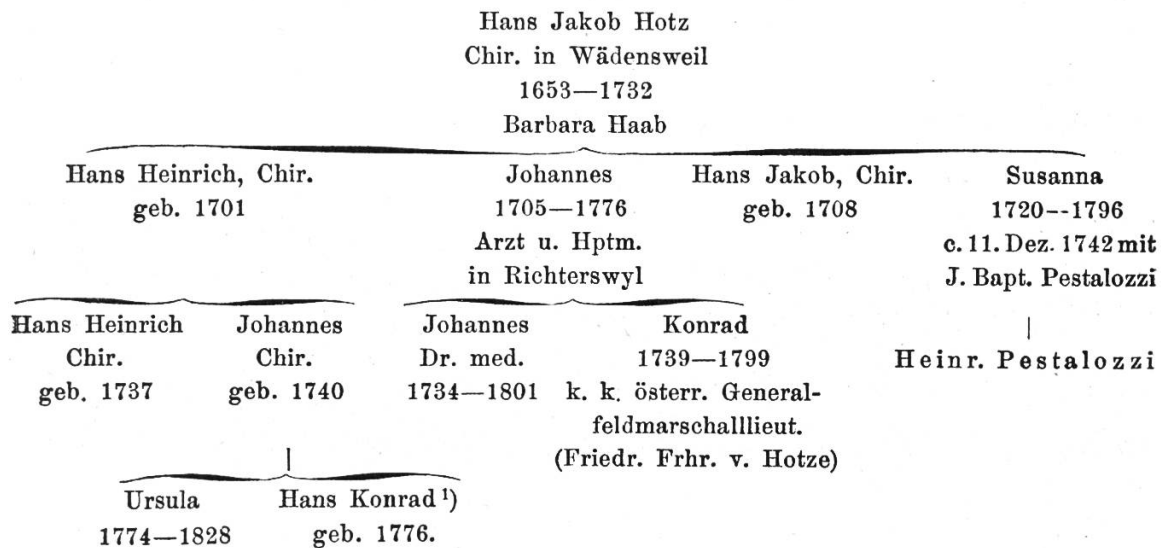 Hans Jakob Hotz
Chir. in Wädensweil
1653—1732
Barbara Haab
Hans Heinrich, Chir.
geb. 1701
Johannes
1705—1776
Arzt u. Hptm.
in Richterswyl
Hans Jakob, Chir.
geb. 1708
Susanna
1720--1796
c. 11. Dez. 1742 mit
J. Bapt. Pestalozzi
Hans Heinrich
Chir.
geb. 1737
Johannes
Chir.
geb. 1740
Johannes
Dr. med.
1734—1801
Konrad
1739—1799
k. k. österr. General-
feldmarschalllieut.
(Friedr. Frhr. v. Hotze)
Heinr. Pestalozzi
Ursula
1774—1828
Hans Konrad ¹)
geb. 1776.